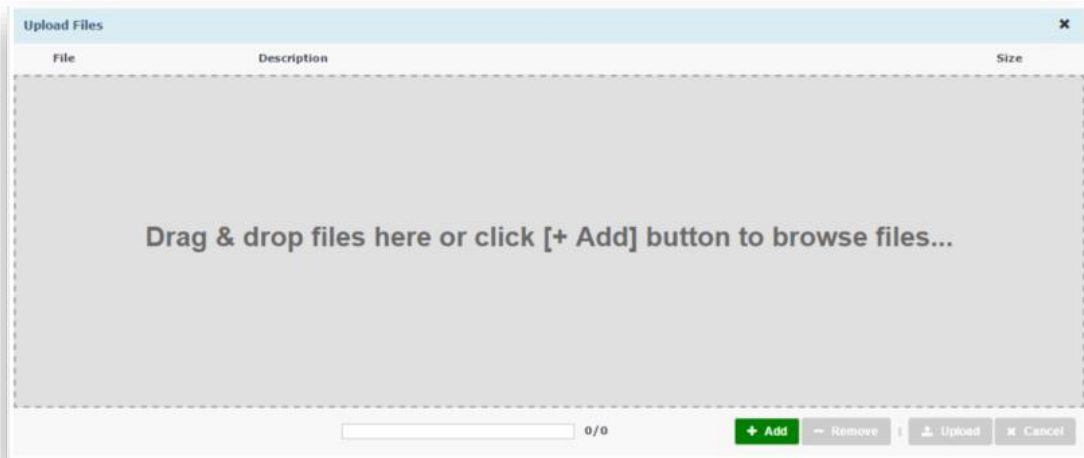 Upload Files ×
File Description Size
Drag & drop files here or click [+ Add] button to browse files...
0/0 + Add − Remove Upload × Cancel